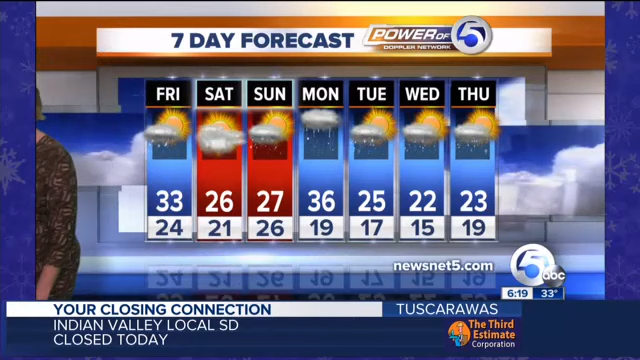 7 DAY FORECAST
POWER OF 5
DOPPLER NETWORK
FRI SAT SUN MON TUE WED THU
33 26 27 36 25 22 23
24 21 26 19 17 15 19
newsnet5.com
5 abc
6:19 33°
YOUR CLOSING CONNECTION
TUSCARAWAS
INDIAN VALLEY LOCAL SD
CLOSED TODAY
The Third
Estimate
Corporation